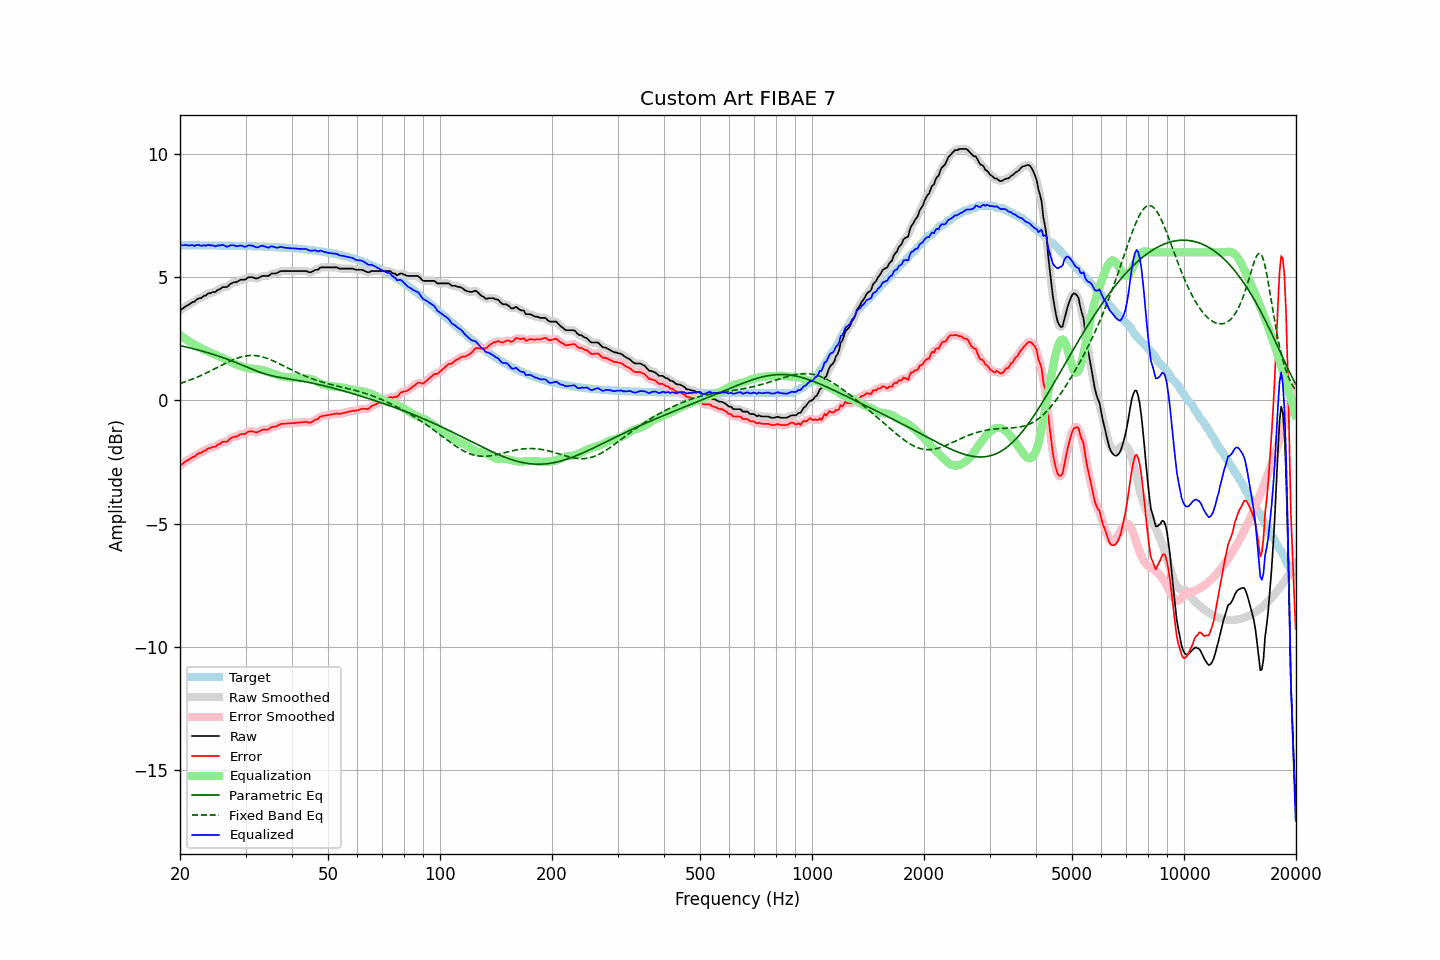 Custom Art FIBAE 7
Amplitude (dBr)
10
5
0
−5
−10
−15
Target
Raw Smoothed
Error Smoothed
Raw
Error
Equalization
Parametric Eq
Fixed Band Eq
Equalized
20 50 100 200 500 1000 2000 5000 10000 20000
Frequency (Hz)